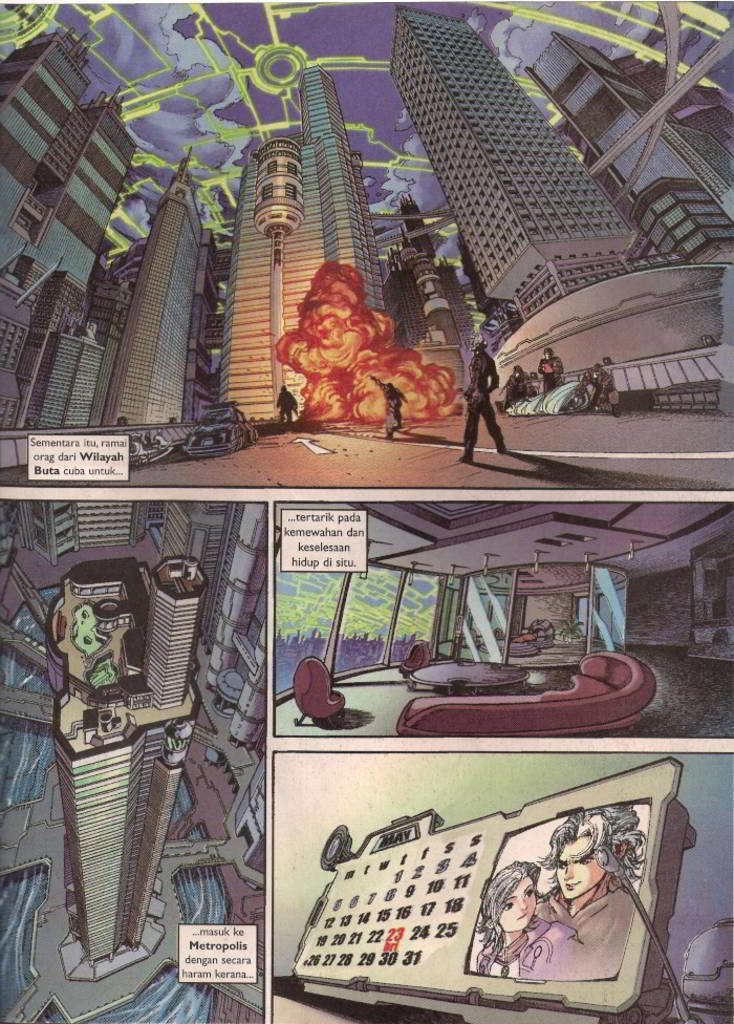 Sementara itu, ramai
orag dari Wilayah
Buta cuba untuk...
...masuk ke
Metropolis
dengan secara
haram kerana...
...tertarik pada
kemewahan dan
keselesaan
hidup di situ.
MAY
m t w t f s s
1 2 3 4
5 6 7 8 9 10 11
12 13 14 15 16 17 18
19 20 21 22 23 24 25
26 27 28 29 30 31